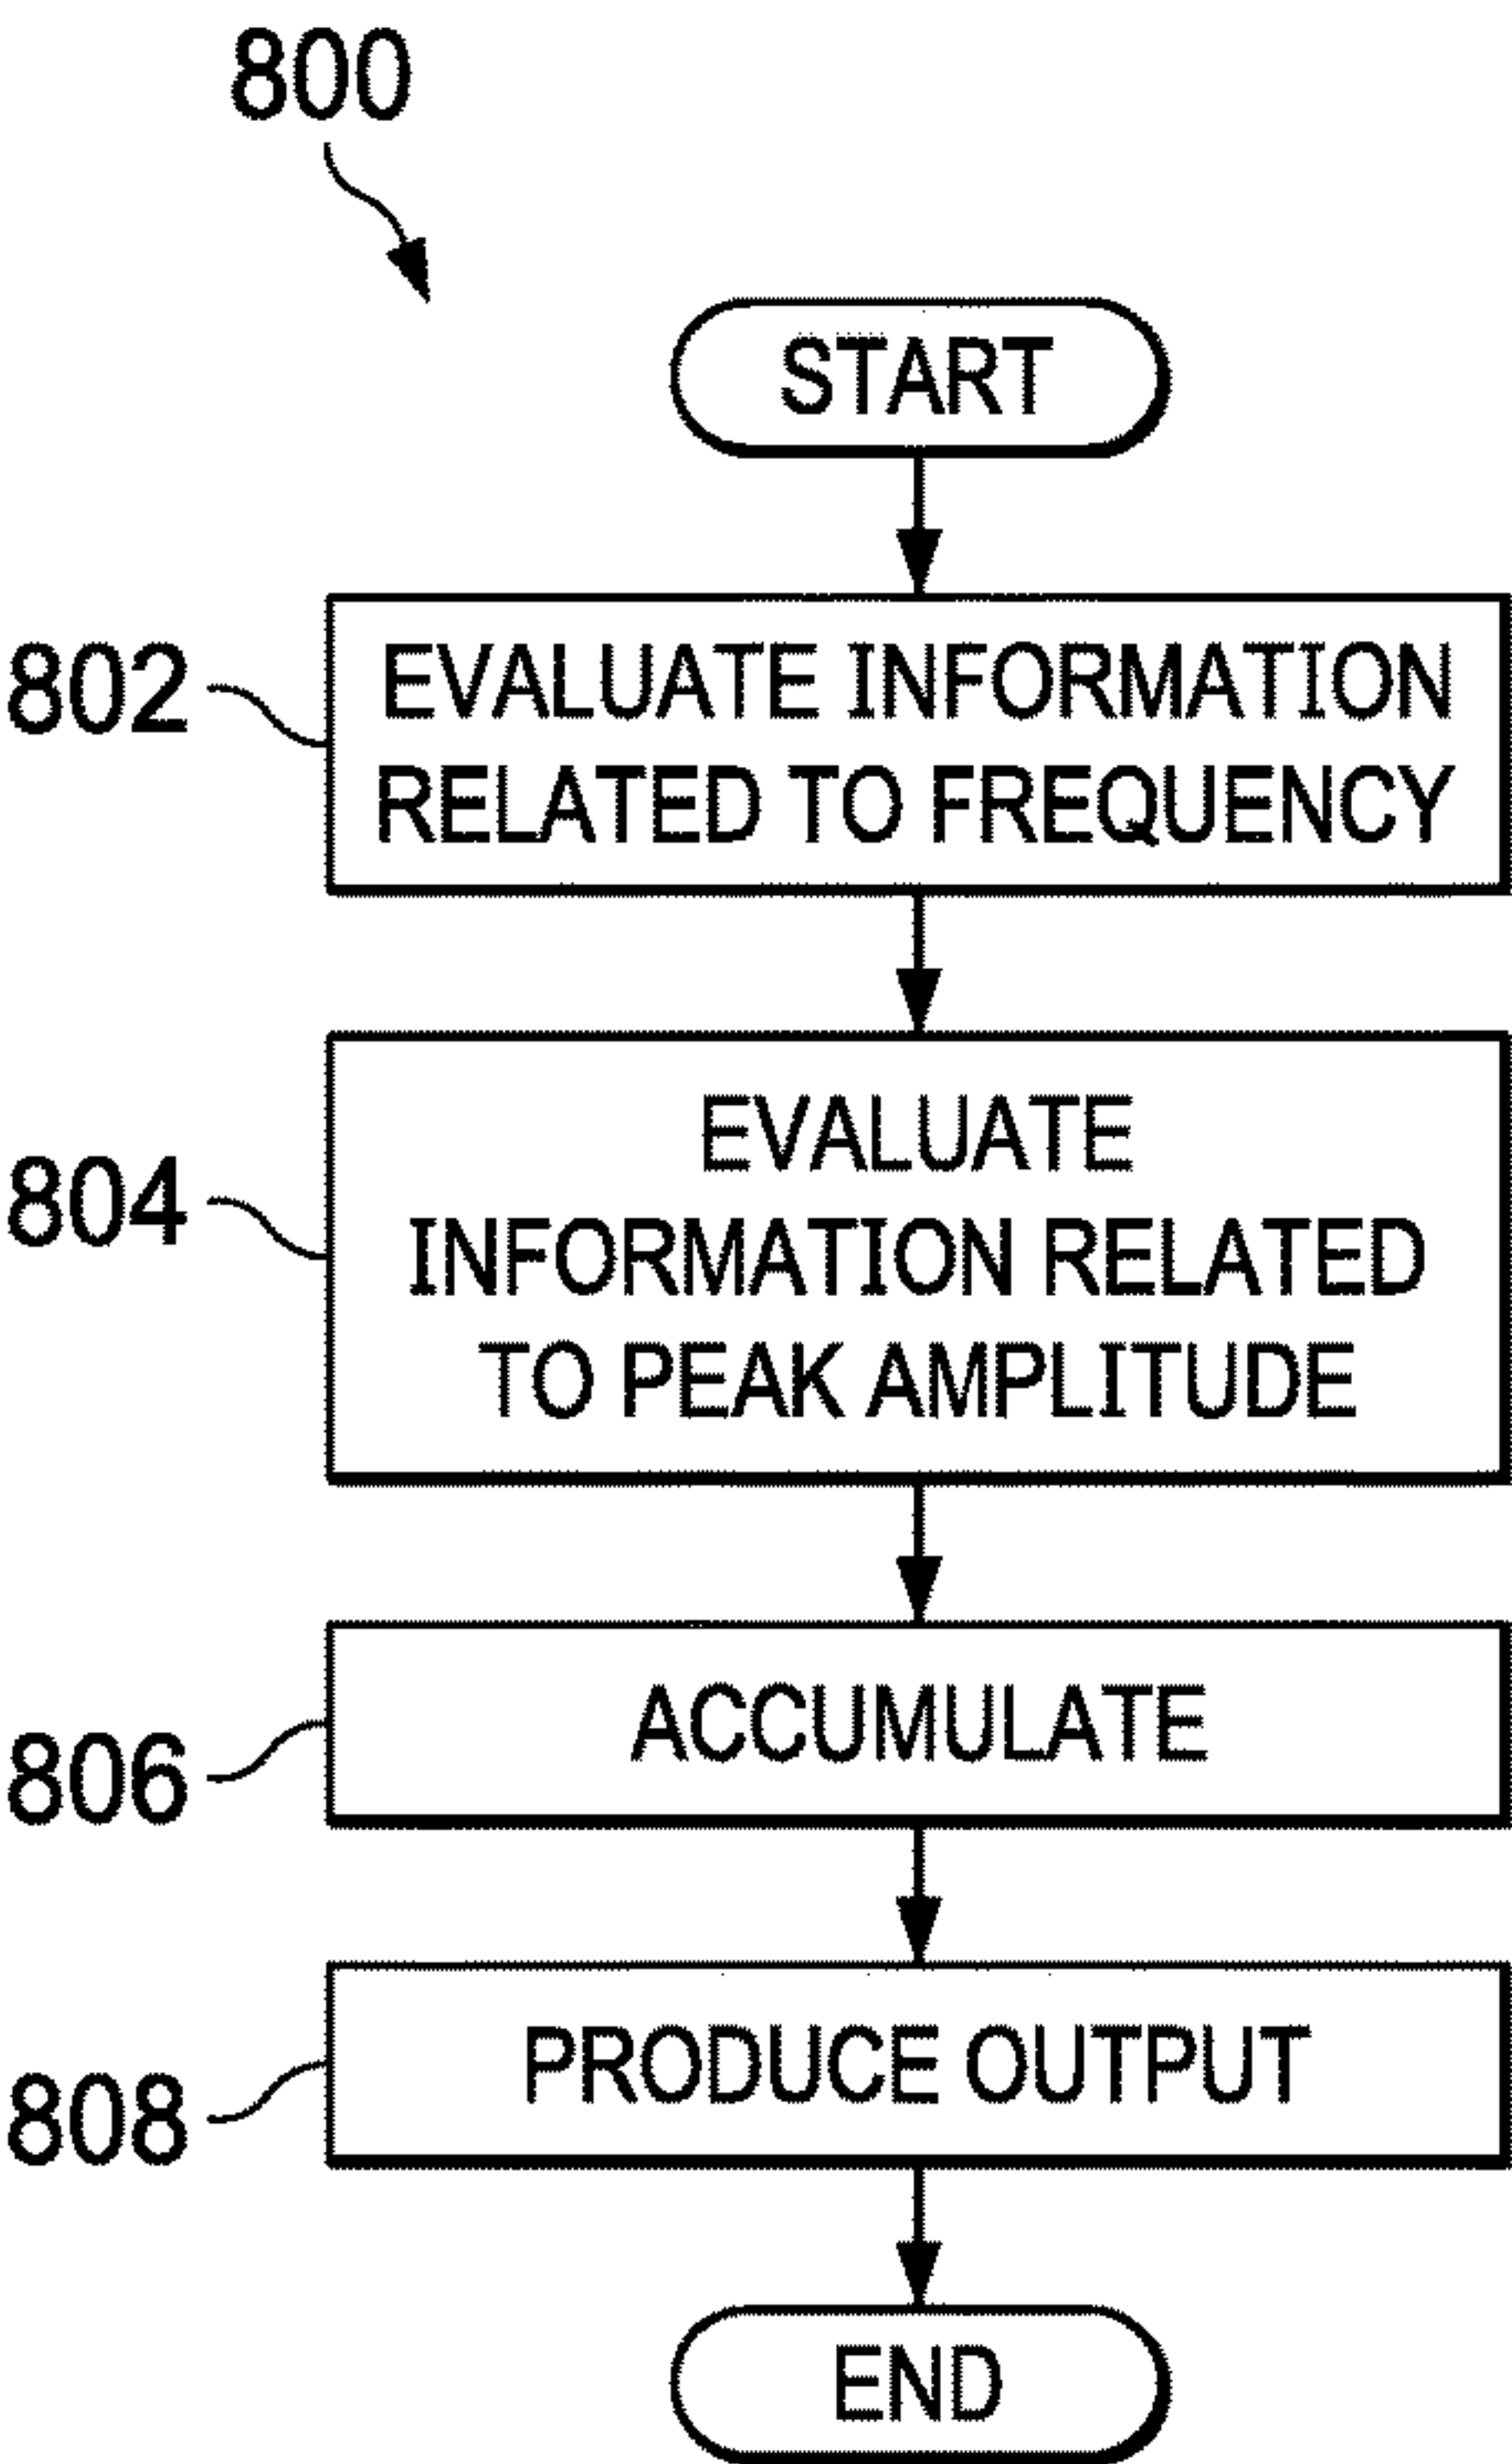 800
START
802
EVALUATE INFORMATION
RELATED TO FREQUENCY
804
EVALUATE
INFORMATION RELATED
TO PEAK AMPLITUDE
806
ACCUMULATE
808
PRODUCE OUTPUT
END